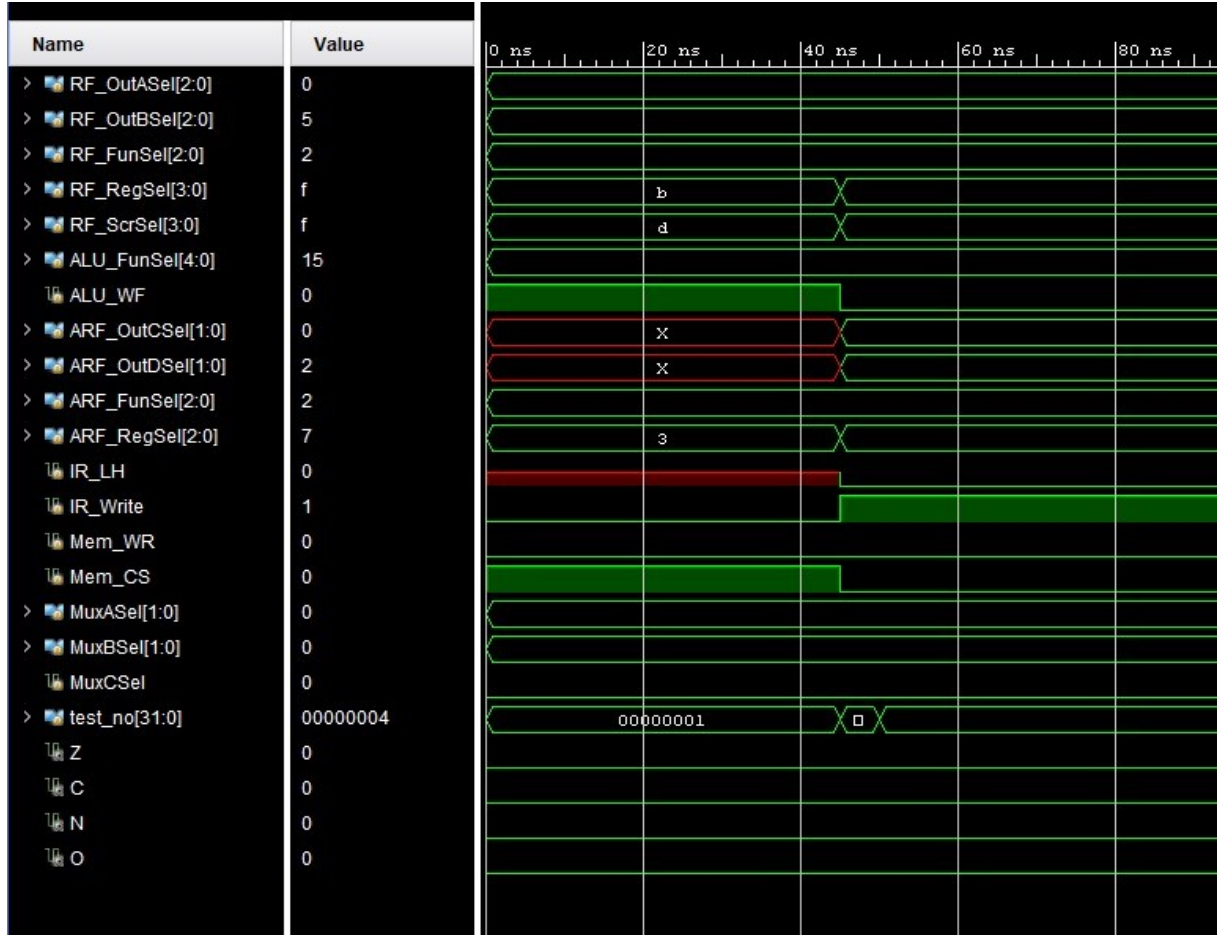 Name Value 0 ns 20 ns 40 ns 60 ns 80 ns
> RF_OutASel[2:0] 0
> RF_OutBSel[2:0] 5
> RF_FunSel[2:0] 2
> RF_RegSel[3:0] f b
> RF_ScrSel[3:0] f d
> ALU_FunSel[4:0] 15
ALU_WF 0
> ARF_OutCSel[1:0] 0 X
> ARF_OutDSel[1:0] 2 X
> ARF_FunSel[2:0] 2
> ARF_RegSel[2:0] 7 3
IR_LH 0
IR_Write 1
Mem_WR 0
Mem_CS 0
> MuxASel[1:0] 0
> MuxBSel[1:0] 0
MuxCSel 0
> test_no[31:0] 00000004 00000001
Z 0
C 0
N 0
O 0